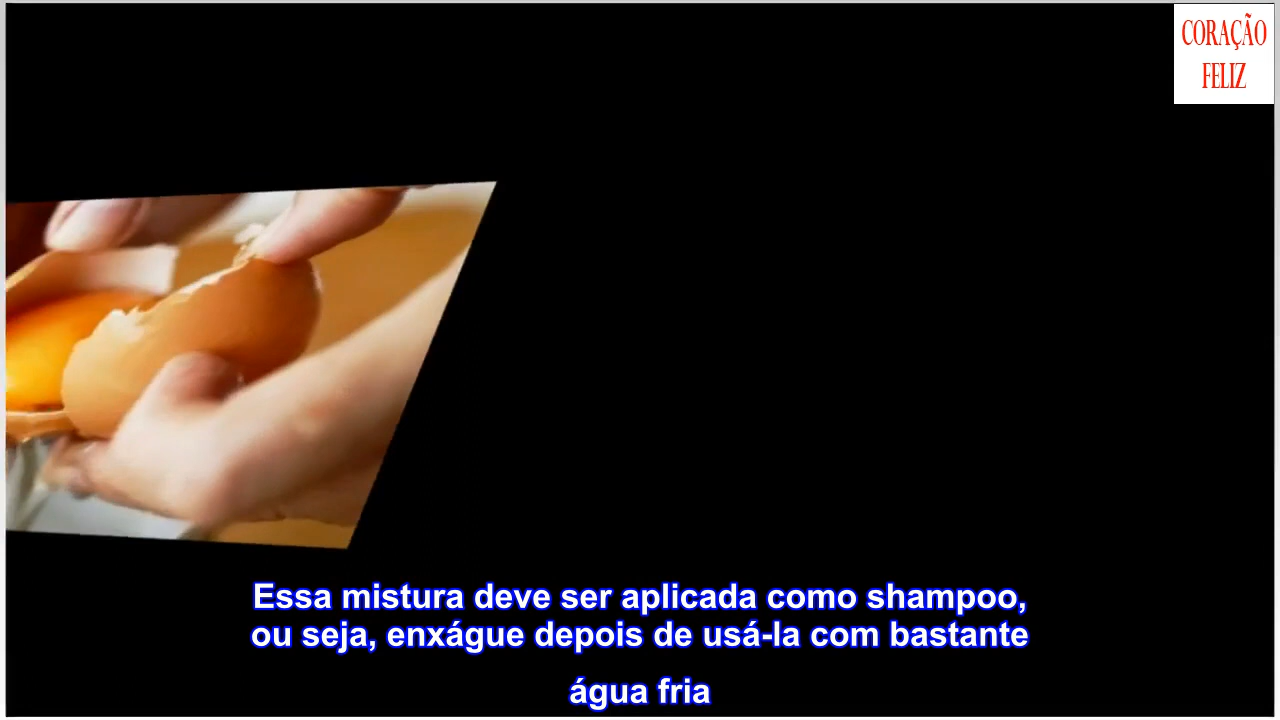 CORAÇÃO
FELIZ
Essa mistura deve ser aplicada como shampoo,
ou seja, enxágue depois de usá-la com bastante
água fria